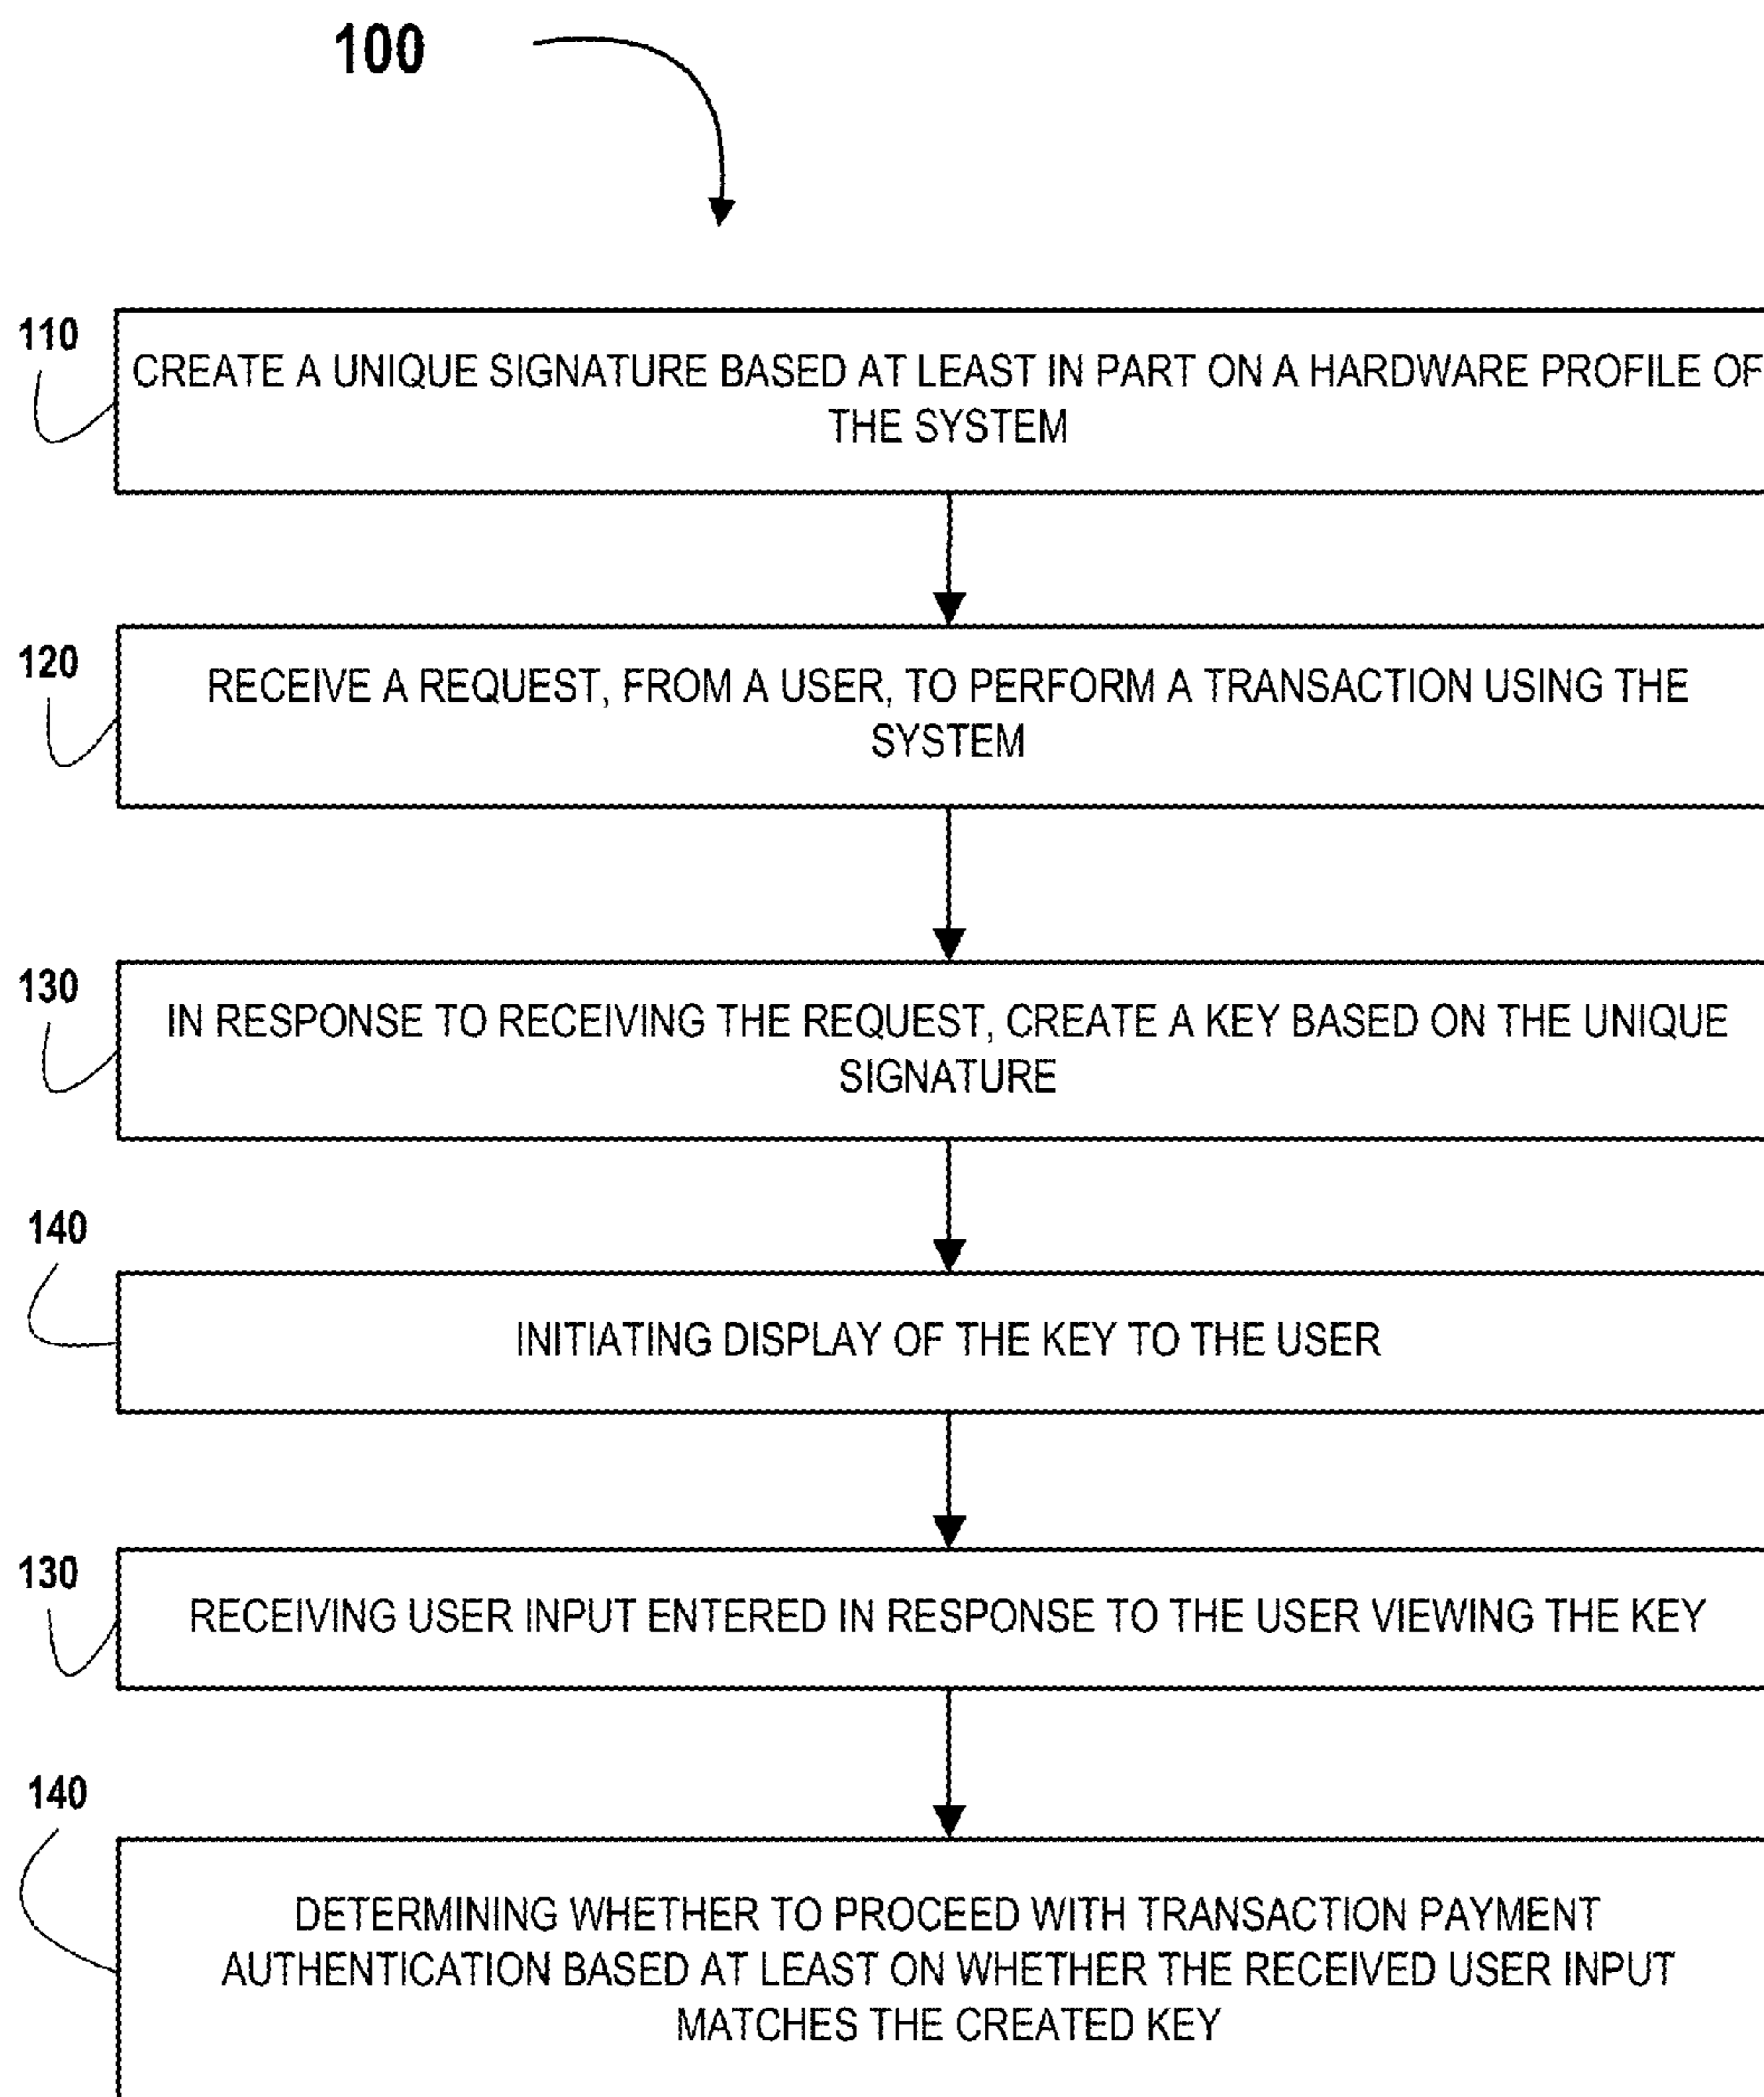 100
110
CREATE A UNIQUE SIGNATURE BASED AT LEAST IN PART ON A HARDWARE PROFILE OF
THE SYSTEM
120
RECEIVE A REQUEST, FROM A USER, TO PERFORM A TRANSACTION USING THE
SYSTEM
130
IN RESPONSE TO RECEIVING THE REQUEST, CREATE A KEY BASED ON THE UNIQUE
SIGNATURE
140
INITIATING DISPLAY OF THE KEY TO THE USER
130
RECEIVING USER INPUT ENTERED IN RESPONSE TO THE USER VIEWING THE KEY
140
DETERMINING WHETHER TO PROCEED WITH TRANSACTION PAYMENT
AUTHENTICATION BASED AT LEAST ON WHETHER THE RECEIVED USER INPUT
MATCHES THE CREATED KEY